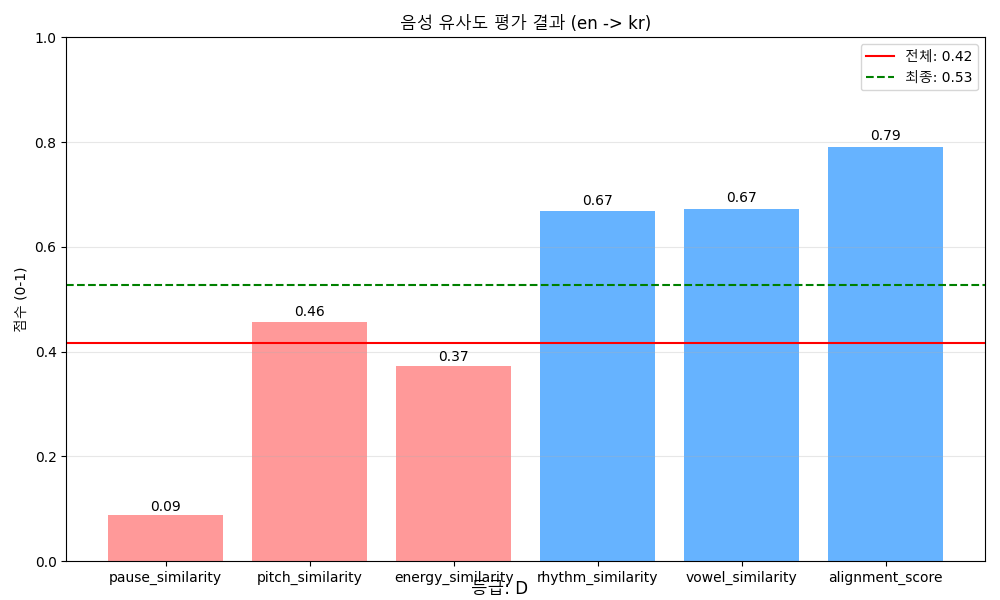 음성 유사도 평가 결과 (en -> kr)
전체: 0.42
최종: 0.53
점수 (0-1)
1.0
0.8
0.6
0.4
0.2
0.0
0.09
0.46
0.37
0.67
0.67
0.79
pause_similarity
pitch_similarity
energy_similarity
rhythm_similarity
vowel_similarity
alignment_score
등급: D